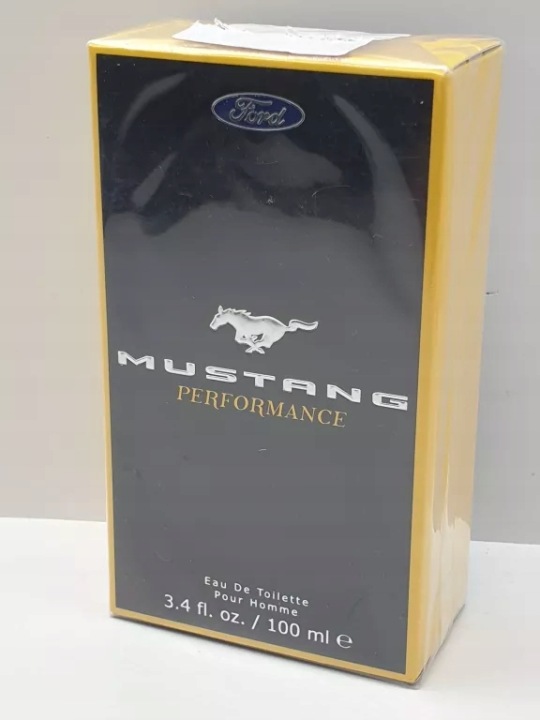 Ford
MUSTANG
PERFORMANCE
Eau De Toilette
Pour Homme
3.4 fl. oz. / 100 ml ℮